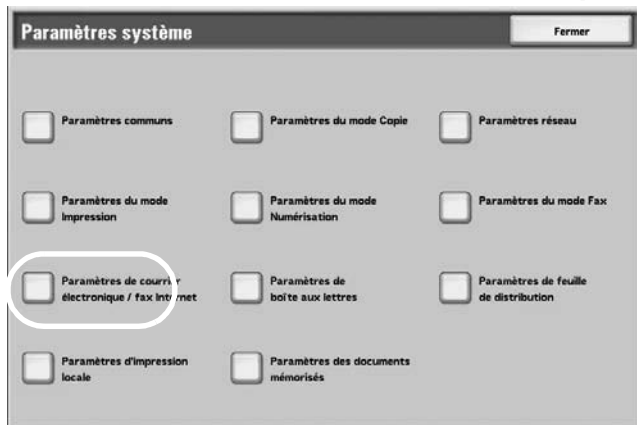 Paramètres système
Fermer
Paramètres communs
Paramètres du mode Copie
Paramètres réseau
Paramètres du mode
Impression
Paramètres du mode
Numérisation
Paramètres du mode Fax
Paramètres de courrier
électronique / fax Internet
Paramètres de
boîte aux lettres
Paramètres de feuille
de distribution
Paramètres d'impression
locale
Paramètres des documents
mémorisés